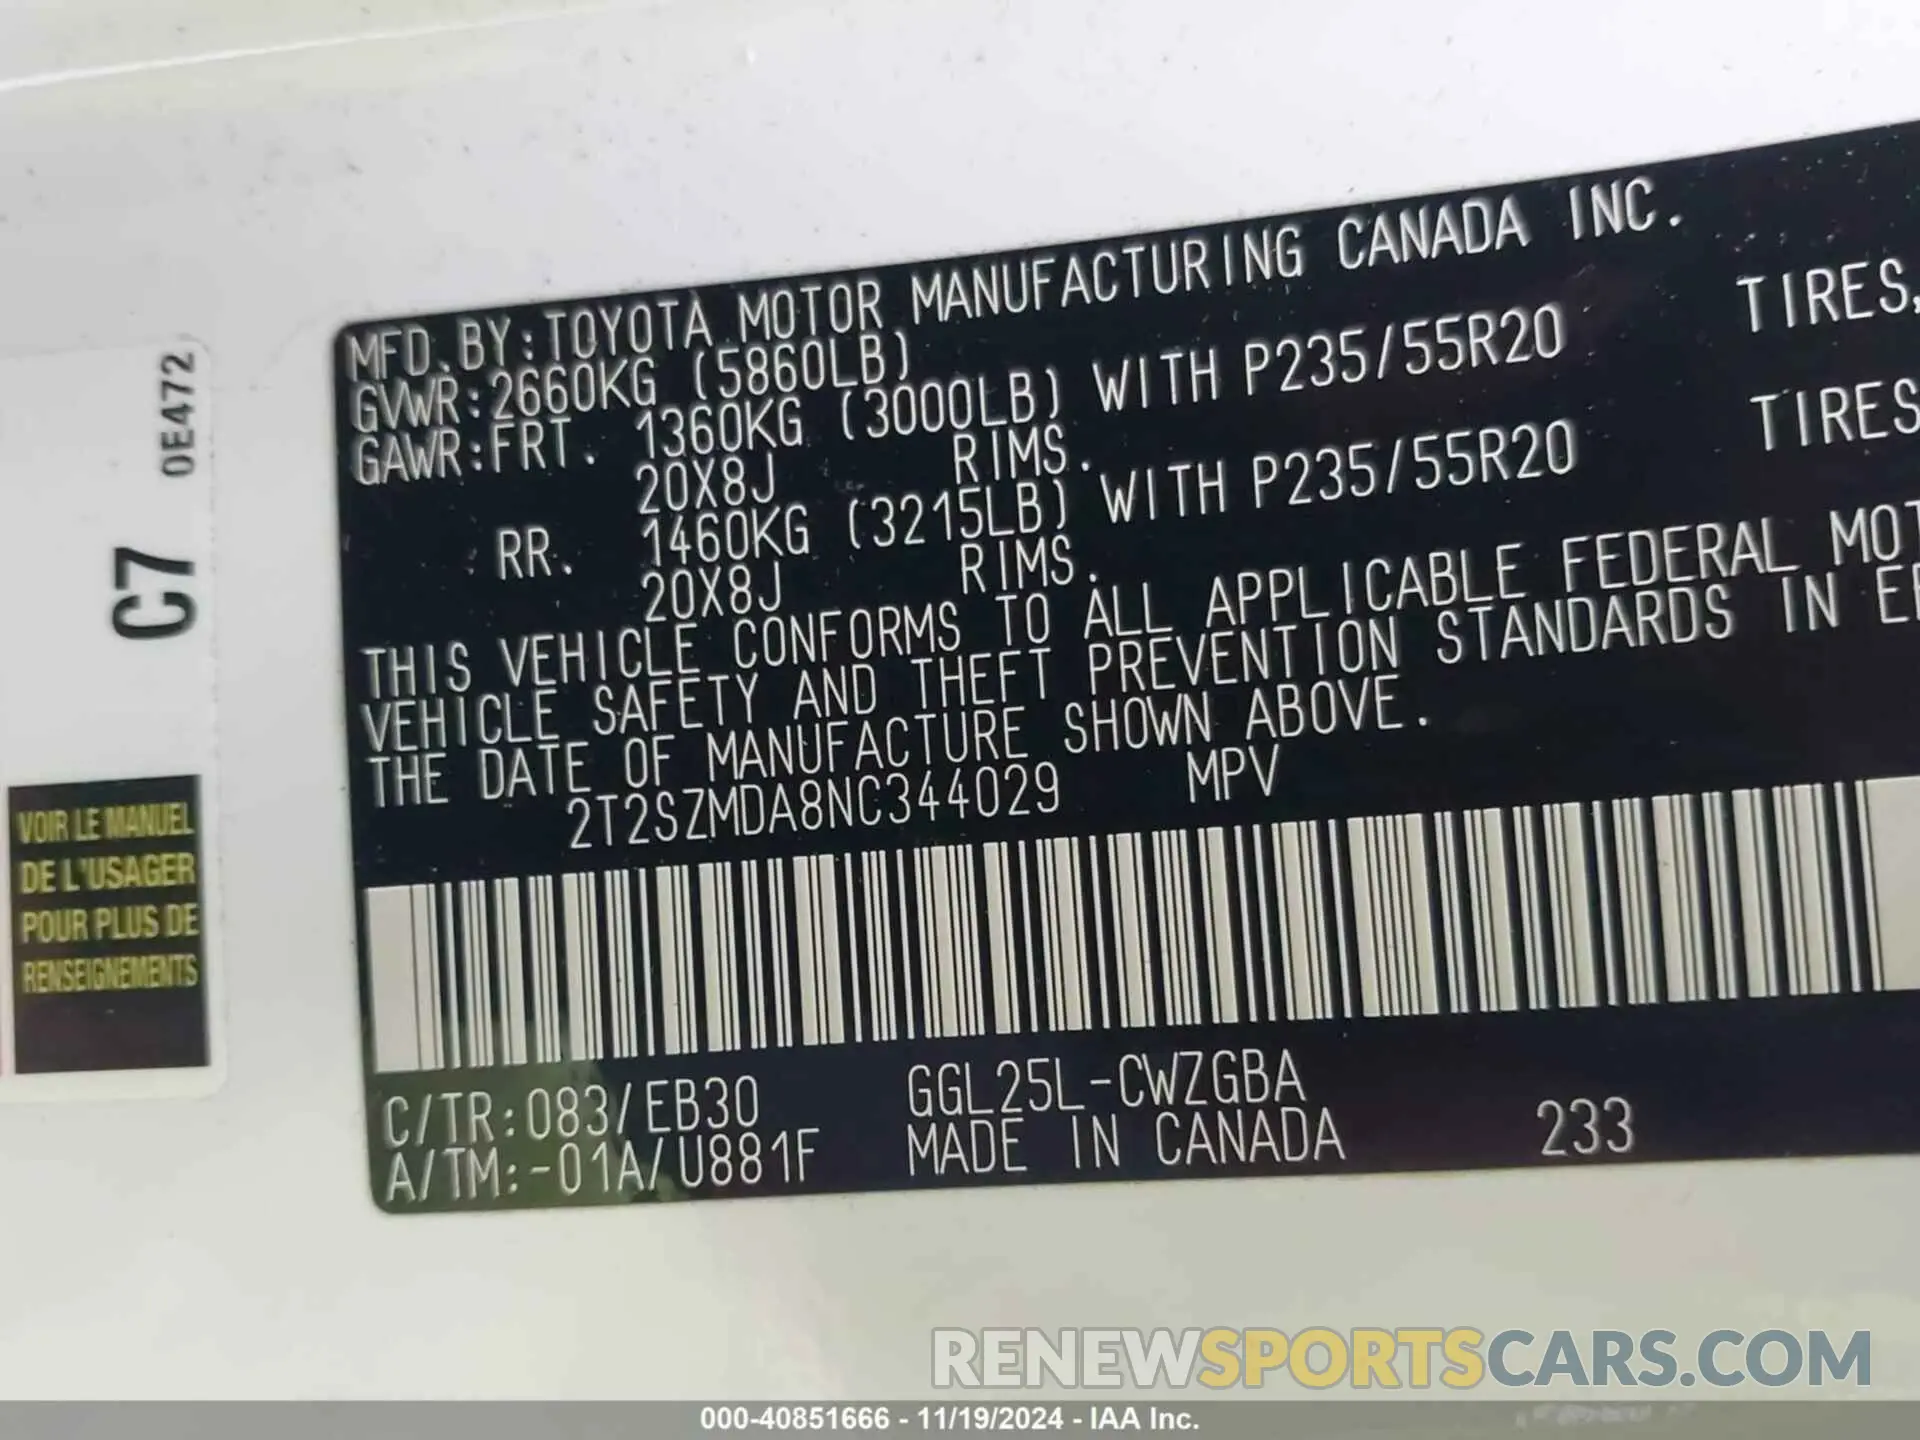 MFD. BY: TOYOTA MOTOR MANUFACTURING CANADA INC.
GVWR: 2660KG (5860LB)
GAWR: FRT. 1360KG (3000LB) WITH P235/55R20 TIRES,
20X8J RIMS.
RR. 1460KG (3215LB) WITH P235/55R20 TIRES
20X8J RIMS.
THIS VEHICLE CONFORMS TO ALL APPLICABLE FEDERAL MOT
VEHICLE SAFETY AND THEFT PREVENTION STANDARDS IN
THE DATE OF MANUFACTURE SHOWN ABOVE.
2T2SZMDA8NC344029 MPV
C/TR: 083/EB30 GGL25L-CWZGBA
A/TM: -01A/U881F MADE IN CANADA 233
C7 0E472
VOIR LE MANUEL
DE L'USAGER
POUR PLUS DE
RENSEIGNEMENTS
RENEWSPORTSCARS.COM
000-40851666 - 11/19/2024 - IAA Inc.